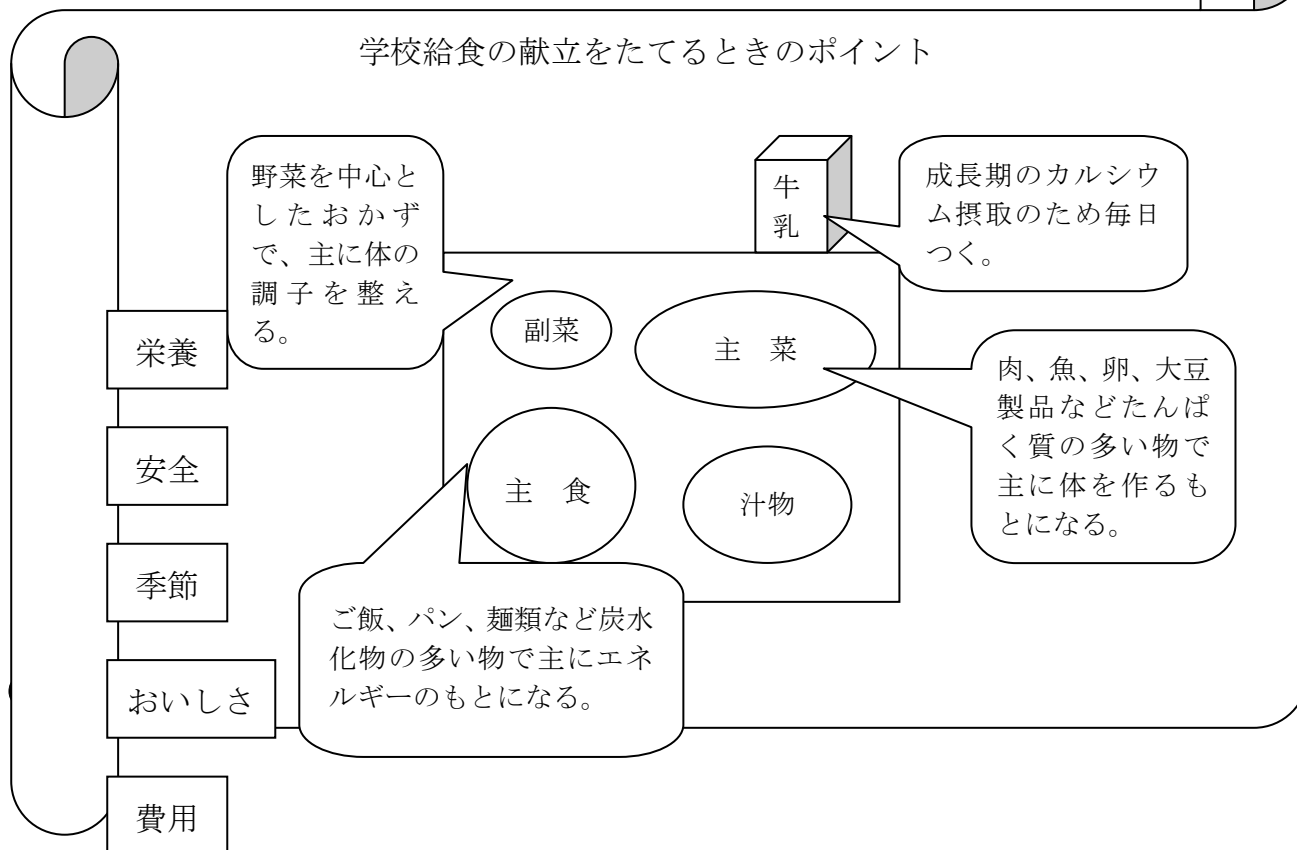 学校給食の献立をたてるときのポイント
野菜を中心と
したおかず
で、主に体の
調子を整え
る。
牛
乳
成長期のカルシウ
ム摂取のため毎日
つく。
副菜
主　菜
肉、魚、卵、大豆
製品などたんぱ
く質の多い物で
主に体を作るも
とになる。
主　食
汁物
ご飯、パン、麺類など炭水
化物の多い物で主にエネ
ルギーのもとになる。
栄養
安全
季節
おいしさ
費用